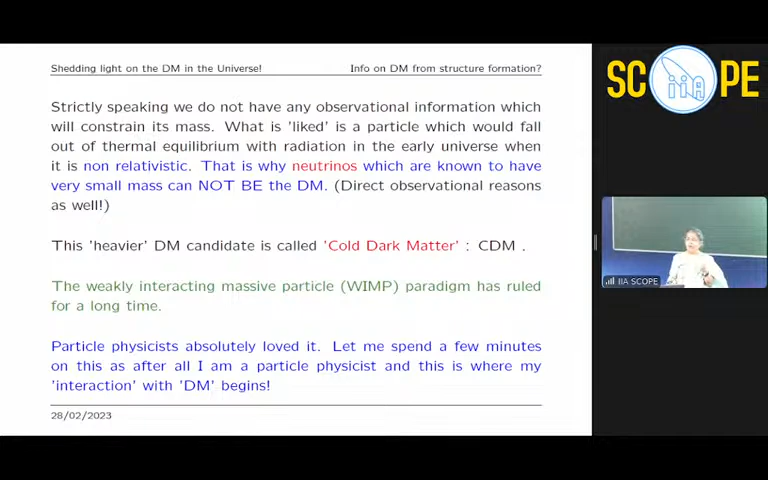 Shedding light on the DM in the Universe! Info on DM from structure formation?
Strictly speaking we do not have any observational information which
will constrain its mass. What is 'liked' is a particle which would fall
out of thermal equilibrium with radiation in the early universe when
it is non relativistic. That is why neutrinos which are known to have
very small mass can NOT BE the DM. (Direct observational reasons
as well!)
This 'heavier' DM candidate is called 'Cold Dark Matter' : CDM .
The weakly interacting massive particle (WIMP) paradigm has ruled
for a long time.
Particle physicists absolutely loved it. Let me spend a few minutes
on this as after all I am a particle physicist and this is where my
'interaction' with 'DM' begins!
28/02/2023
SC iiA PE
IIA SCOPE